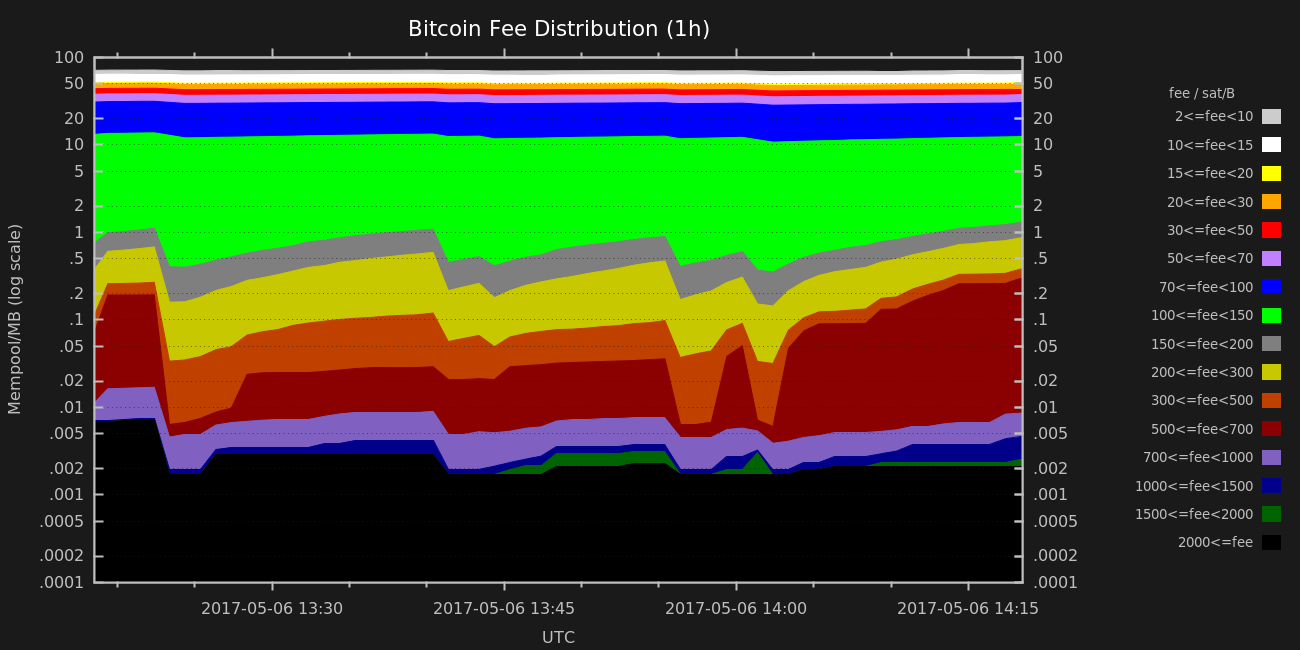 Bitcoin Fee Distribution (1h)
100
50
20
10
5
2
1
.5
.2
.1
.05
.02
.01
.005
.002
.001
.0005
.0002
.0001
Mempool/MB (log scale)
100
50
20
10
5
2
1
.5
.2
.1
.05
.02
.01
.005
.002
.001
.0005
.0002
.0001
2017-05-06 13:30
2017-05-06 13:45
2017-05-06 14:00
2017-05-06 14:15
UTC
fee / sat/B
2<=fee<10
10<=fee<15
15<=fee<20
20<=fee<30
30<=fee<50
50<=fee<70
70<=fee<100
100<=fee<150
150<=fee<200
200<=fee<300
300<=fee<500
500<=fee<700
700<=fee<1000
1000<=fee<1500
1500<=fee<2000
2000<=fee